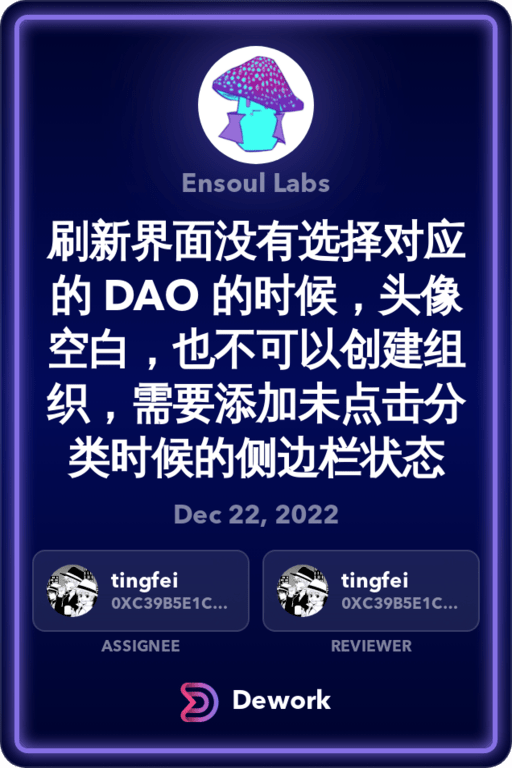 Ensoul Labs
刷新界面没有选择对应
的 DAO 的时候，头像
空白，也不可以创建组
织，需要添加未点击分
类时候的侧边栏状态
Dec 22, 2022
tingfei
0XC39B5E1C...
ASSIGNEE
tingfei
0XC39B5E1C...
REVIEWER
Dework